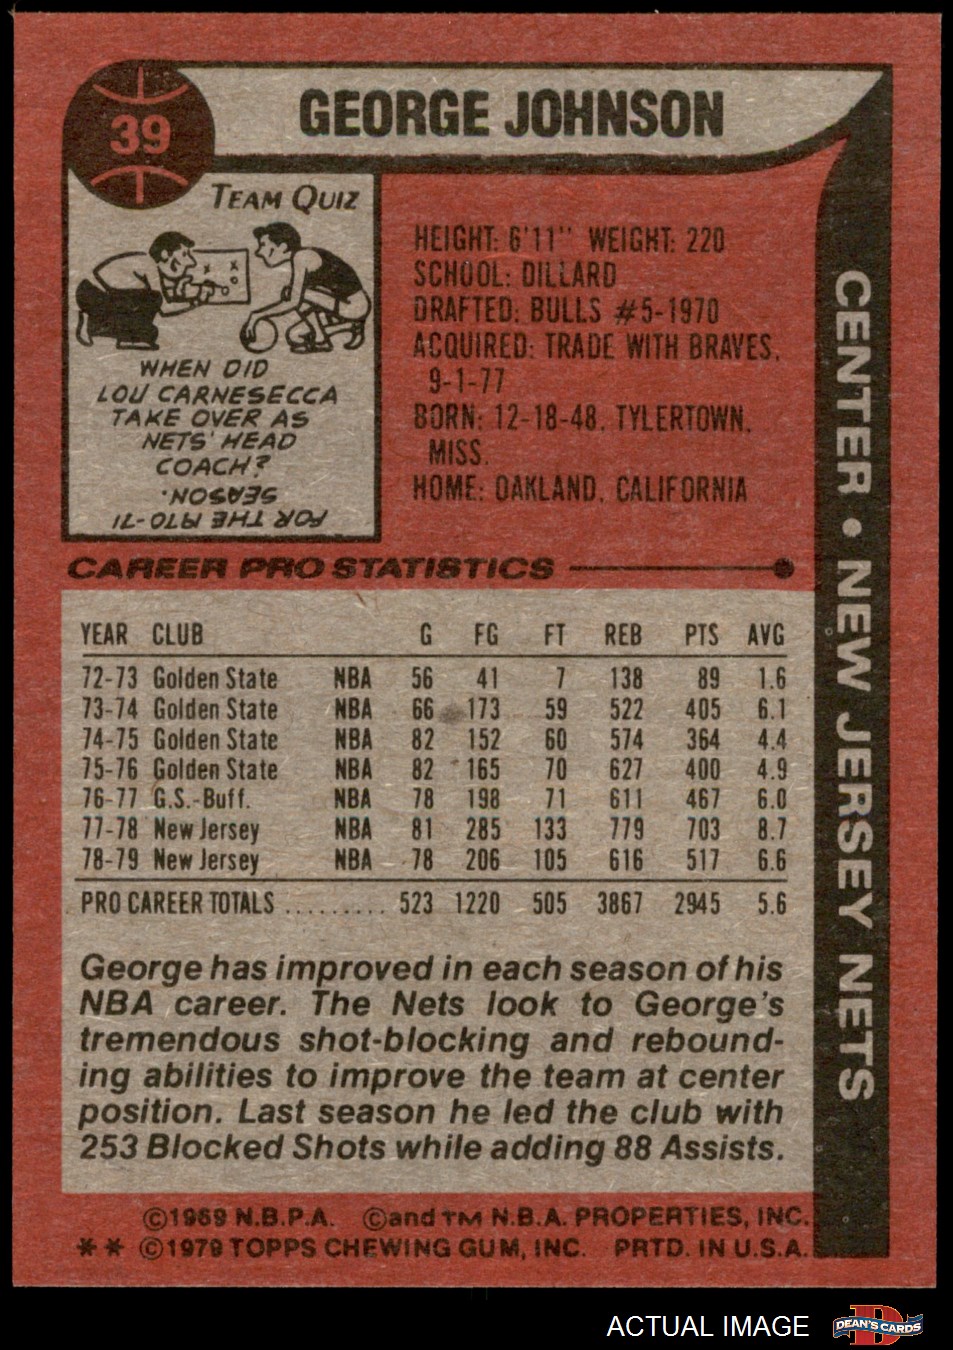 39
GEORGE JOHNSON
TEAM QUIZ
WHEN DID
LOU CARNESECCA
TAKE OVER AS
NETS' HEAD
COACH?
FOR THE 1970-71
SEASON.
HEIGHT: 6'11" WEIGHT: 220
SCHOOL: DILLARD
DRAFTED: BULLS #5-1970
ACQUIRED: TRADE WITH BRAVES,
9-1-77
BORN: 12-18-48, TYLERTOWN,
MISS.
HOME: OAKLAND, CALIFORNIA
CENTER • NEW JERSEY NETS
CAREER PRO STATISTICS
YEAR CLUB G FG FT REB PTS AVG
72-73 Golden State NBA 56 41 7 138 89 1.6
73-74 Golden State NBA 66 173 59 522 405 6.1
74-75 Golden State NBA 82 152 60 574 364 4.4
75-76 Golden State NBA 82 165 70 627 400 4.9
76-77 G.S.-Buff. NBA 78 198 71 611 467 6.0
77-78 New Jersey NBA 81 285 133 779 703 8.7
78-79 New Jersey NBA 78 206 105 616 517 6.6
PRO CAREER TOTALS .......... 523 1220 505 3867 2945 5.6
George has improved in each season of his
NBA career. The Nets look to George's
tremendous shot-blocking and rebound-
ing abilities to improve the team at center
position. Last season he led the club with
253 Blocked Shots while adding 88 Assists.
©1969 N.B.P.A. ©and TM N.B.A. PROPERTIES, INC.
** ©1979 TOPPS CHEWING GUM, INC. PRTD. IN U.S.A.
ACTUAL IMAGE
D
DEAN'S CARDS